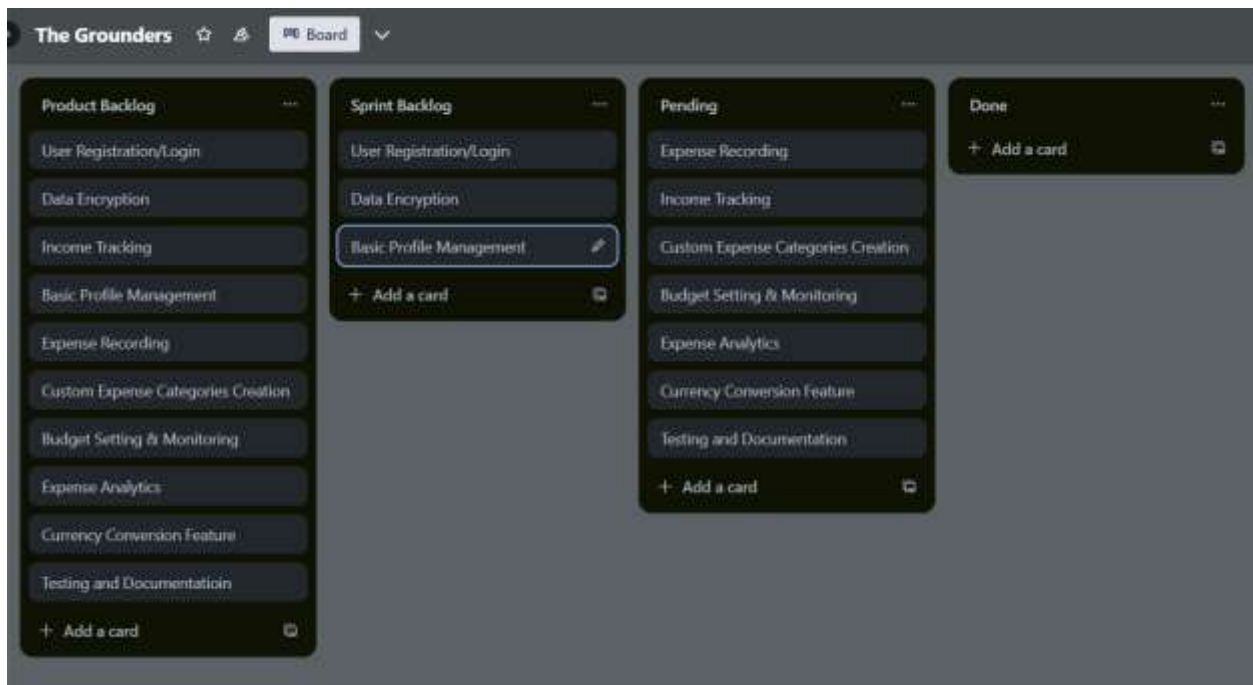 The Grounders
Board
Product Backlog
User Registration/Login
Data Encryption
Income Tracking
Basic Profile Management
Expense Recording
Custom Expense Categories Creation
Budget Setting & Monitoring
Expense Analytics
Currency Conversion Feature
Testing and Documentatioin
+ Add a card
Sprint Backlog
User Registration/Login
Data Encryption
Basic Profile Management
+ Add a card
Pending
Expense Recording
Income Tracking
Custom Expense Categories Creation
Budget Setting & Monitoring
Expense Analytics
Currency Conversion Feature
Testing and Documentation
+ Add a card
Done
+ Add a card